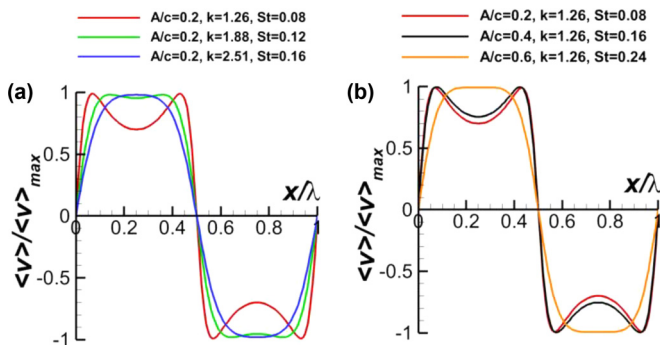 A/c=0.2, k=1.26, St=0.08
A/c=0.2, k=1.88, St=0.12
A/c=0.2, k=2.51, St=0.16
(a)
1
0.5
0
-0.5
-1
<v>/<v>max
x/λ
0 0.2 0.4 0.6 0.8 1
A/c=0.2, k=1.26, St=0.08
A/c=0.4, k=1.26, St=0.16
A/c=0.6, k=1.26, St=0.24
(b)
1
0.5
0
-0.5
-1
<v>/<v>max
x/λ
0 0.2 0.4 0.6 0.8 1